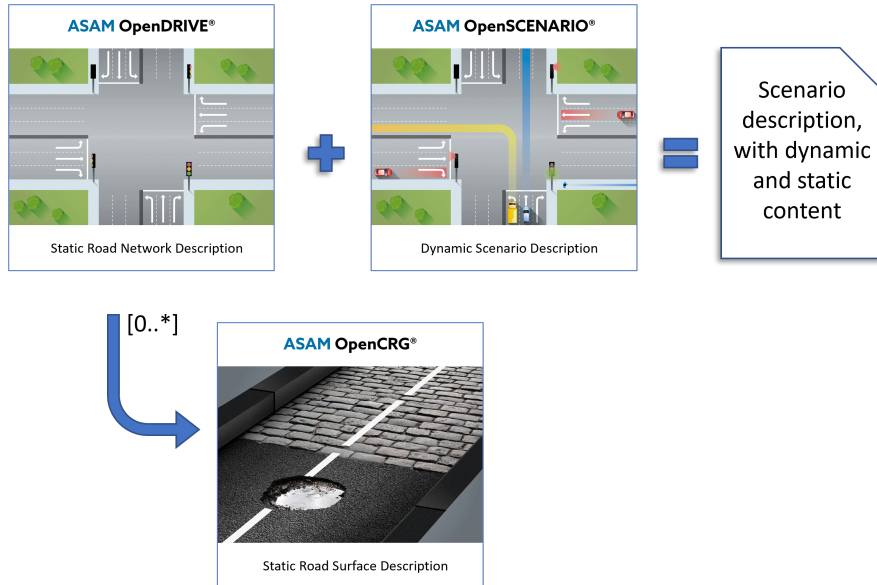 ASAM OpenDRIVE®
Static Road Network Description
ASAM OpenSCENARIO®
Dynamic Scenario Description
Scenario
description,
with dynamic
and static
content
[0..*]
ASAM OpenCRG®
Static Road Surface Description